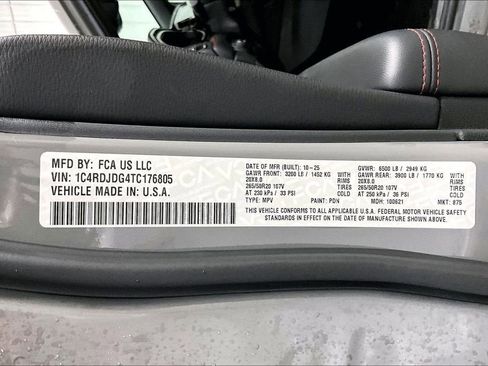 MFD BY: FCA US LLC
VIN: 1C4RDJDG4TC176805
VEHICLE MADE IN: U.S.A.
DATE OF MFR (BUILT): 10-25 GVWR: 6500 LB / 2949 KG
GAWR FRONT: 3200 LB / 1452 KG WITH GAWR REAR: 3900 LB / 1770 KG WITH
20X8.0 RIMS 20X8.0 RIMS
265/50R20 107V TIRES 265/50R20 107V TIRES
AT 230 kPa / 33 PSI AT 250 kPa / 36 PSI
THIS VEHICLE CONFORMS TO ALL APPLICABLE U.S.A. FEDERAL MOTOR VEHICLE SAFETY
STANDARDS IN EFFECT ON THE DATE OF MANUFACTURE SHOWN ABOVE.
TYPE: MPV PAINT: PDN MDH: 100621 MKT: 875